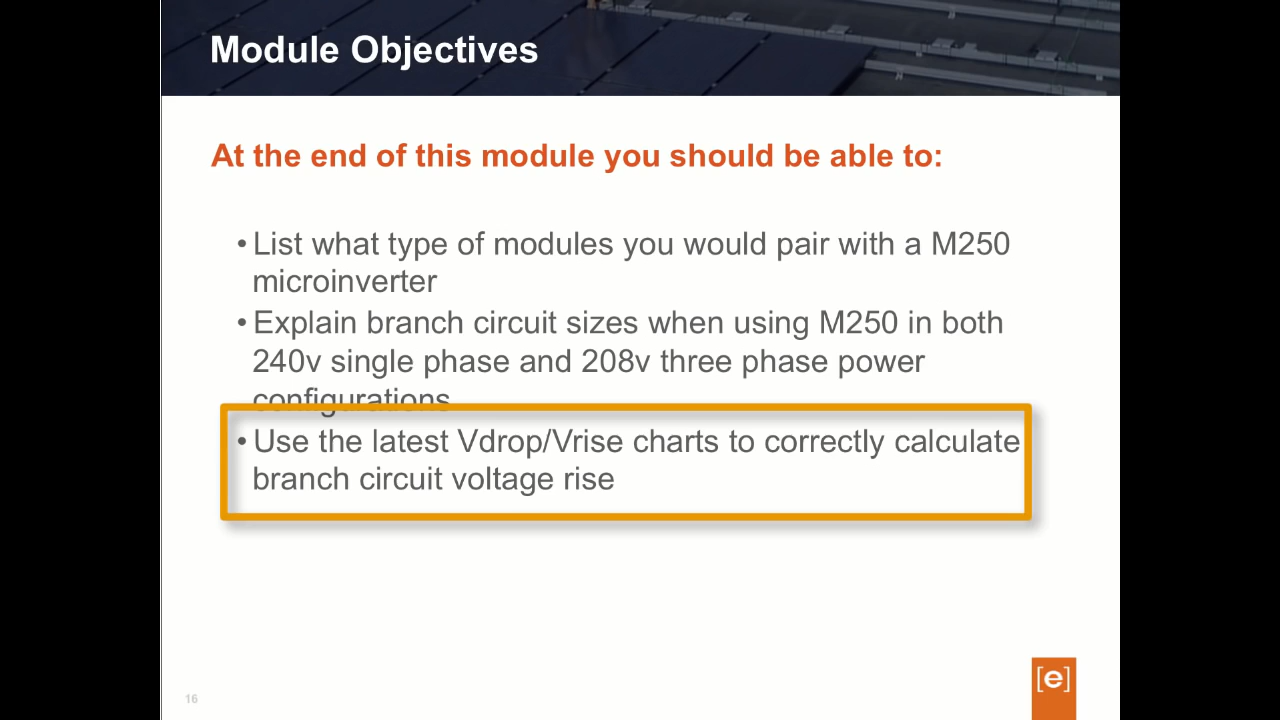 Module Objectives
At the end of this module you should be able to:
• List what type of modules you would pair with a M250
microinverter
• Explain branch circuit sizes when using M250 in both
240v single phase and 208v three phase power
configurations
• Use the latest Vdrop/Vrise charts to correctly calculate
branch circuit voltage rise
16
[e]